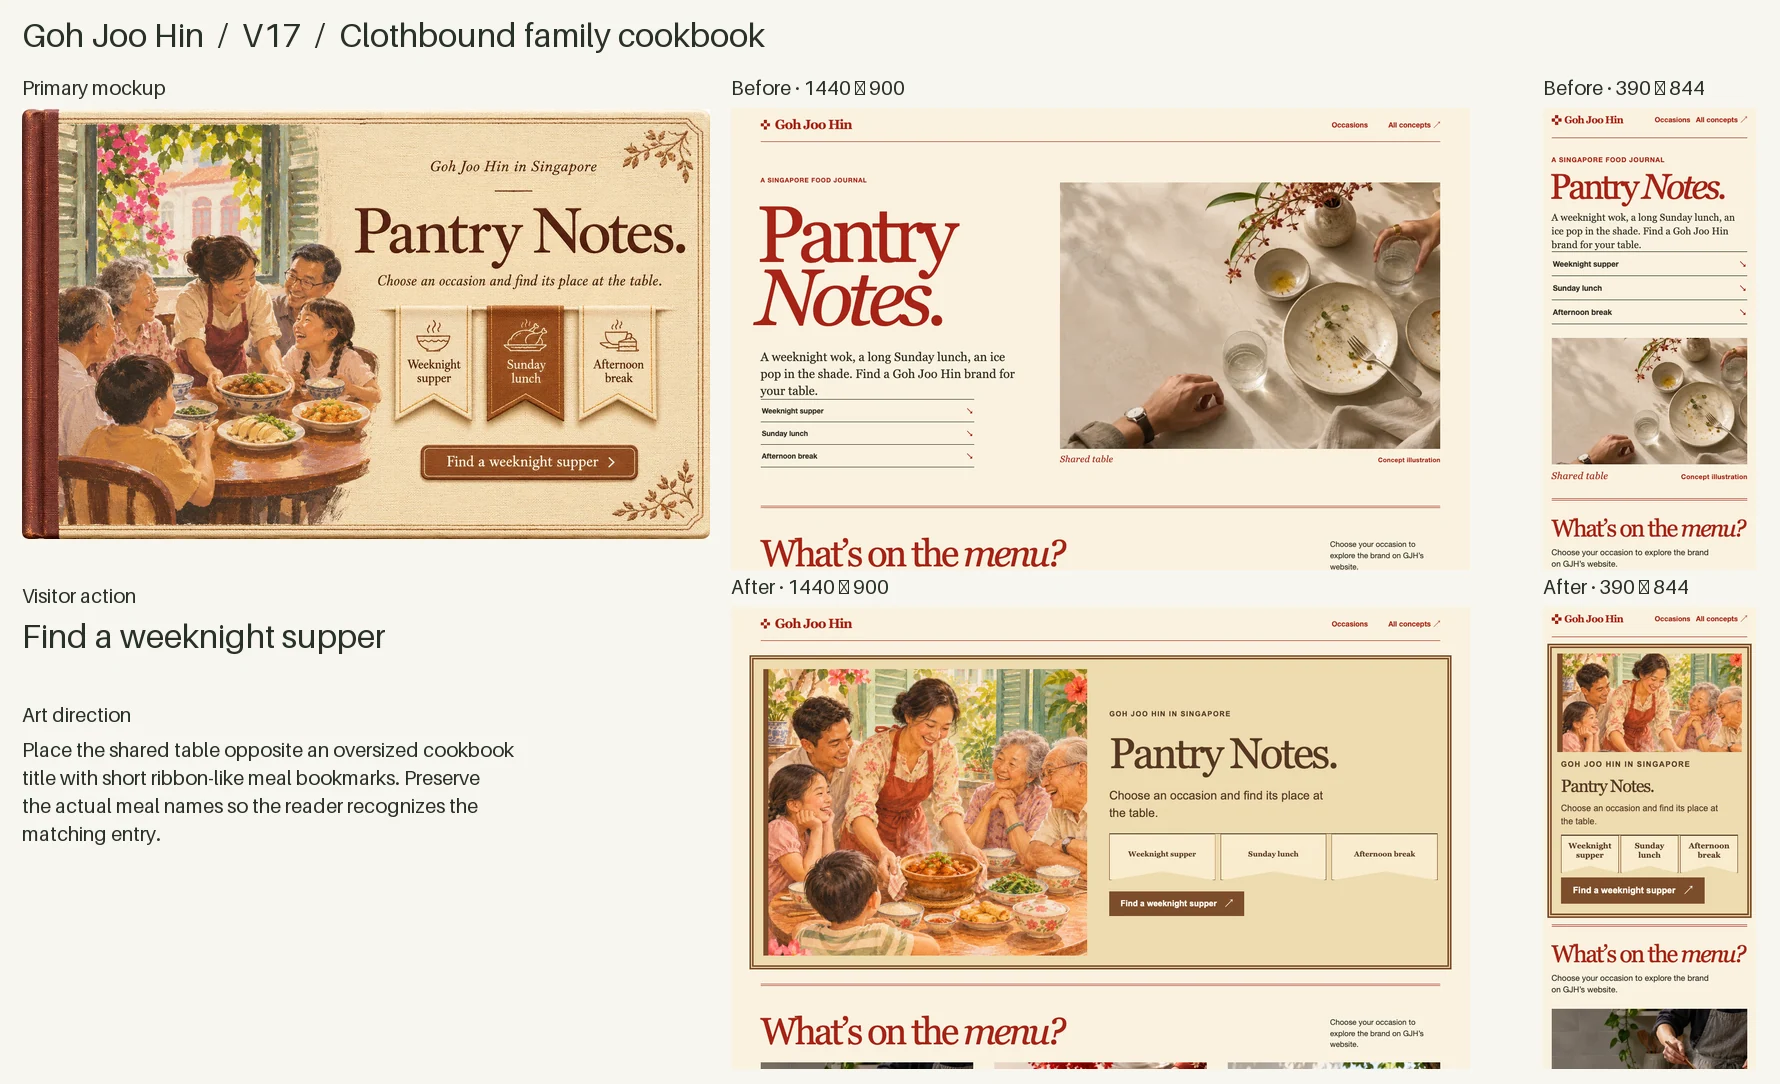 Goh Joo Hin / V17 / Clothbound family cookbook
Primary mockup
Goh Joo Hin in Singapore
Pantry Notes.
Choose an occasion and find its place at the table.
Weeknight
supper
Sunday
lunch
Afternoon
break
Find a weeknight supper
Visitor action
Find a weeknight supper
Art direction
Place the shared table opposite an oversized cookbook
title with short ribbon-like meal bookmarks. Preserve
the actual meal names so the reader recognizes the
matching entry.
Before · 1440 900
Goh Joo Hin
Occasions
All concepts ↗
A SINGAPORE FOOD JOURNAL
Pantry
Notes.
A weeknight wok, a long Sunday lunch, an ice
pop in the shade. Find a Goh Joo Hin brand for
your table.
Weeknight supper ↘
Sunday lunch ↘
Afternoon break ↘
Shared table
Concept illustration
What's on the menu?
Choose your occasion to
explore the brand on GJH's
website.
Before · 390 844
Goh Joo Hin
Occasions
All concepts ↗
A SINGAPORE FOOD JOURNAL
Pantry Notes.
A weeknight wok, a long Sunday lunch, an
ice pop in the shade. Find a Goh Joo Hin
brand for your table.
Weeknight supper ↘
Sunday lunch ↘
Afternoon break ↘
Shared table
Concept illustration
What's on the menu?
Choose your occasion to explore the brand
on GJH's website.
After · 1440 900
Goh Joo Hin
Occasions
All concepts ↗
GOH JOO HIN IN SINGAPORE
Pantry Notes.
Choose an occasion and find its place at
the table.
Weeknight supper
Sunday lunch
Afternoon break
Find a weeknight supper ↗
What's on the menu?
Choose your occasion to
explore the brand on GJH's
website.
After · 390 844
Goh Joo Hin
Occasions
All concepts ↗
GOH JOO HIN IN SINGAPORE
Pantry Notes.
Choose an occasion and find its place at
the table.
Weeknight
supper
Sunday
lunch
Afternoon
break
Find a weeknight supper ↗
What's on the menu?
Choose your occasion to explore the brand
on GJH's website.